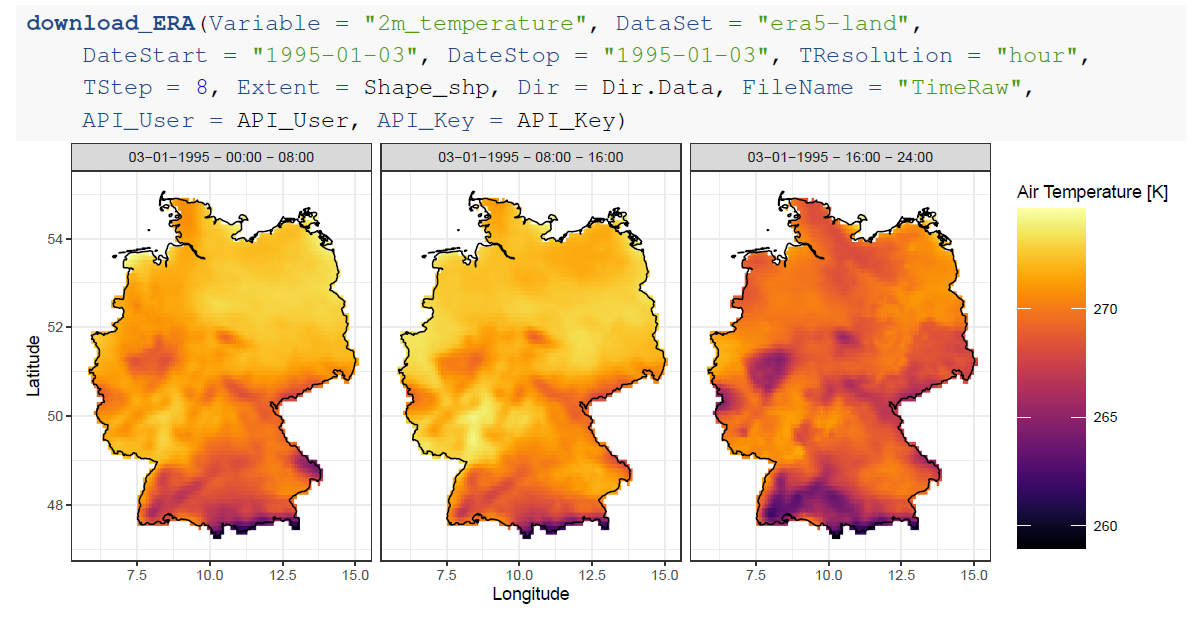 download_ERA(Variable = "2m_temperature", DataSet = "era5-land",
DateStart = "1995-01-03", DateStop = "1995-01-03", TResolution = "hour",
TStep = 8, Extent = Shape_shp, Dir = Dir.Data, FileName = "TimeRaw",
API_User = API_User, API_Key = API_Key)
03-01-1995 - 00:00 - 08:00
03-01-1995 - 08:00 - 16:00
03-01-1995 - 16:00 - 24:00
Latitude
54
52
50
48
7.5 10.0 12.5 15.0
7.5 10.0 12.5 15.0
7.5 10.0 12.5 15.0
Longitude
Air Temperature [K]
270
265
260